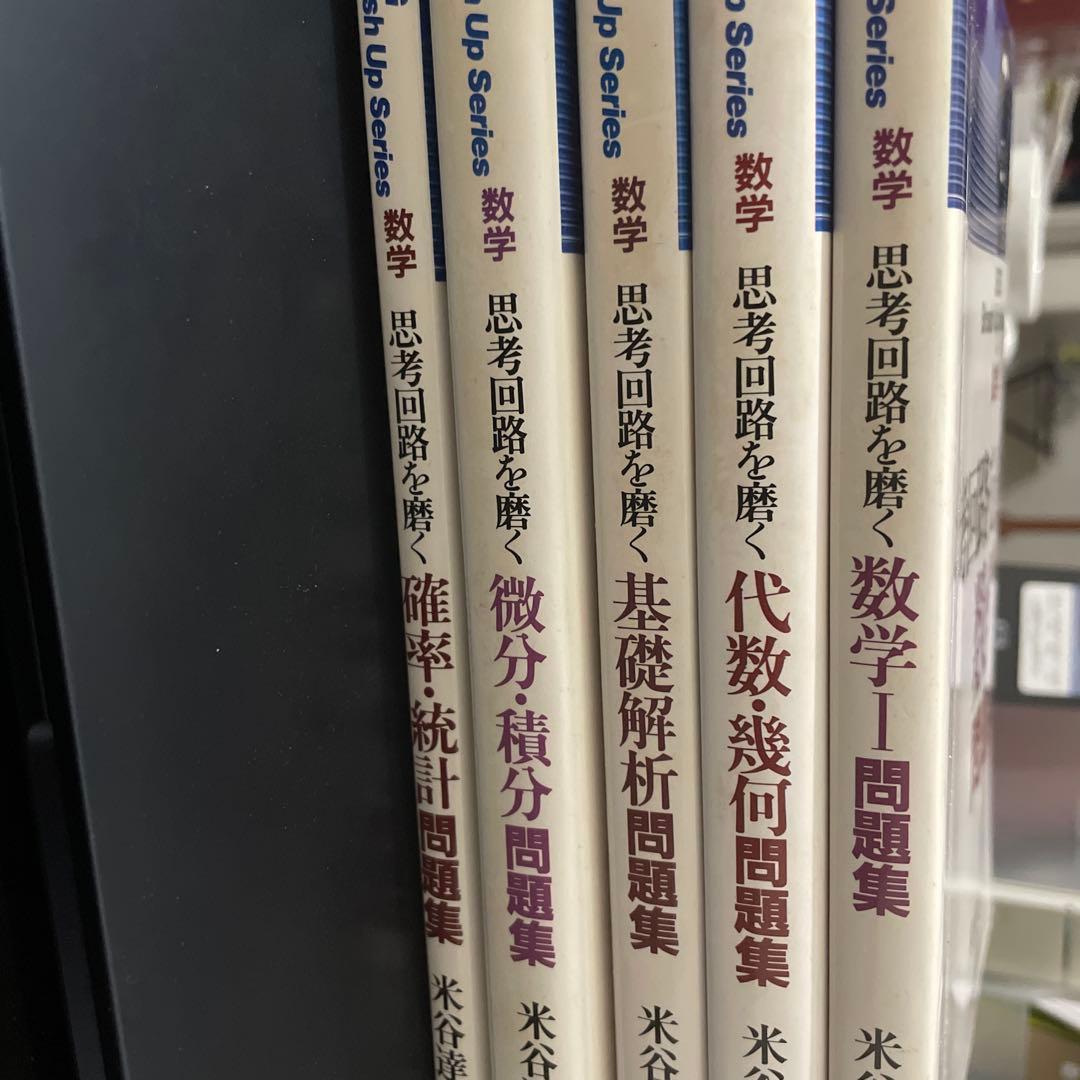 sh Up Series 数学 思考回路を磨く 確率・統計 問題集 米谷達
Up Series 数学 思考回路を磨く 微分・積分 問題集 米谷
Up Series 数学 思考回路を磨く 基礎解析 問題集 米谷
Series 数学 思考回路を磨く 代数・幾何 問題集 米谷
Series 数学 思考回路を磨く 数学I 問題集 米谷